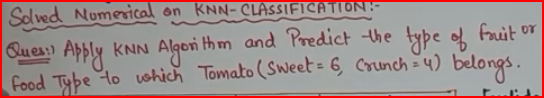 Solved Numerical on KNN-CLASSIFICATION:-
Ques:) Apply KNN Algorithm and Predict the type of fruit or
Food Type to which Tomato (Sweet = 6, Crunch = 4) belongs.